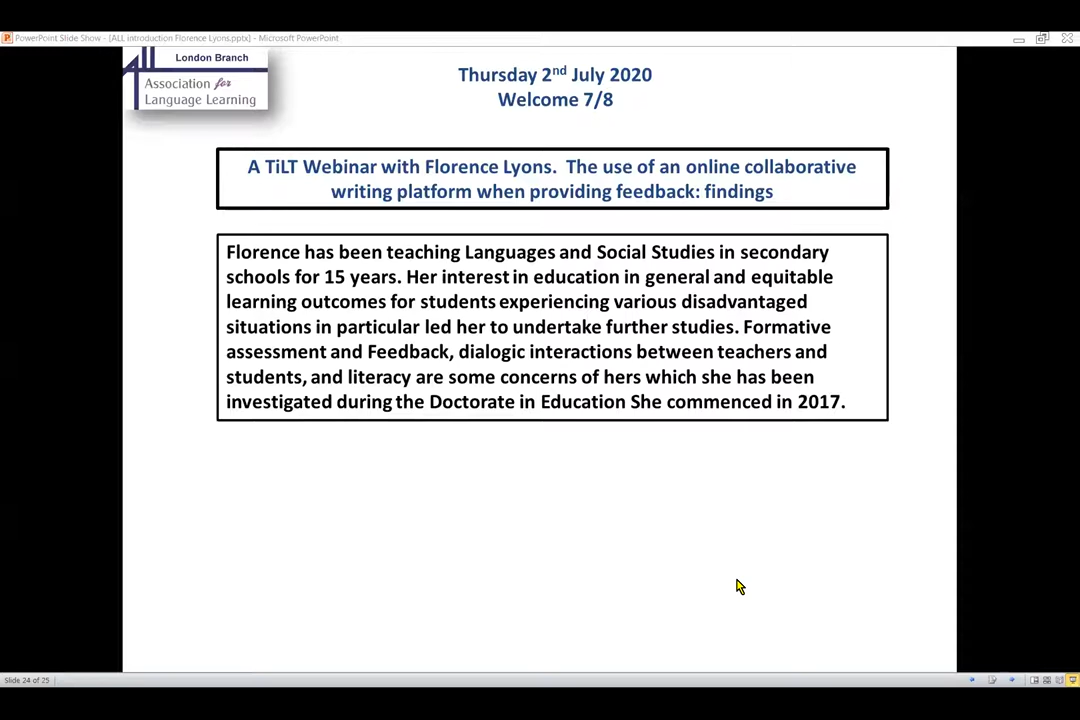 PowerPoint Slide Show - [ALL introduction Florence Lyons.pptx] - Microsoft PowerPoint
London Branch
Association for
Language Learning
Thursday 2nd July 2020
Welcome 7/8
A TiLT Webinar with Florence Lyons. The use of an online collaborative
writing platform when providing feedback: findings
Florence has been teaching Languages and Social Studies in secondary
schools for 15 years. Her interest in education in general and equitable
learning outcomes for students experiencing various disadvantaged
situations in particular led her to undertake further studies. Formative
assessment and Feedback, dialogic interactions between teachers and
students, and literacy are some concerns of hers which she has been
investigated during the Doctorate in Education She commenced in 2017.
Slide 24 of 25